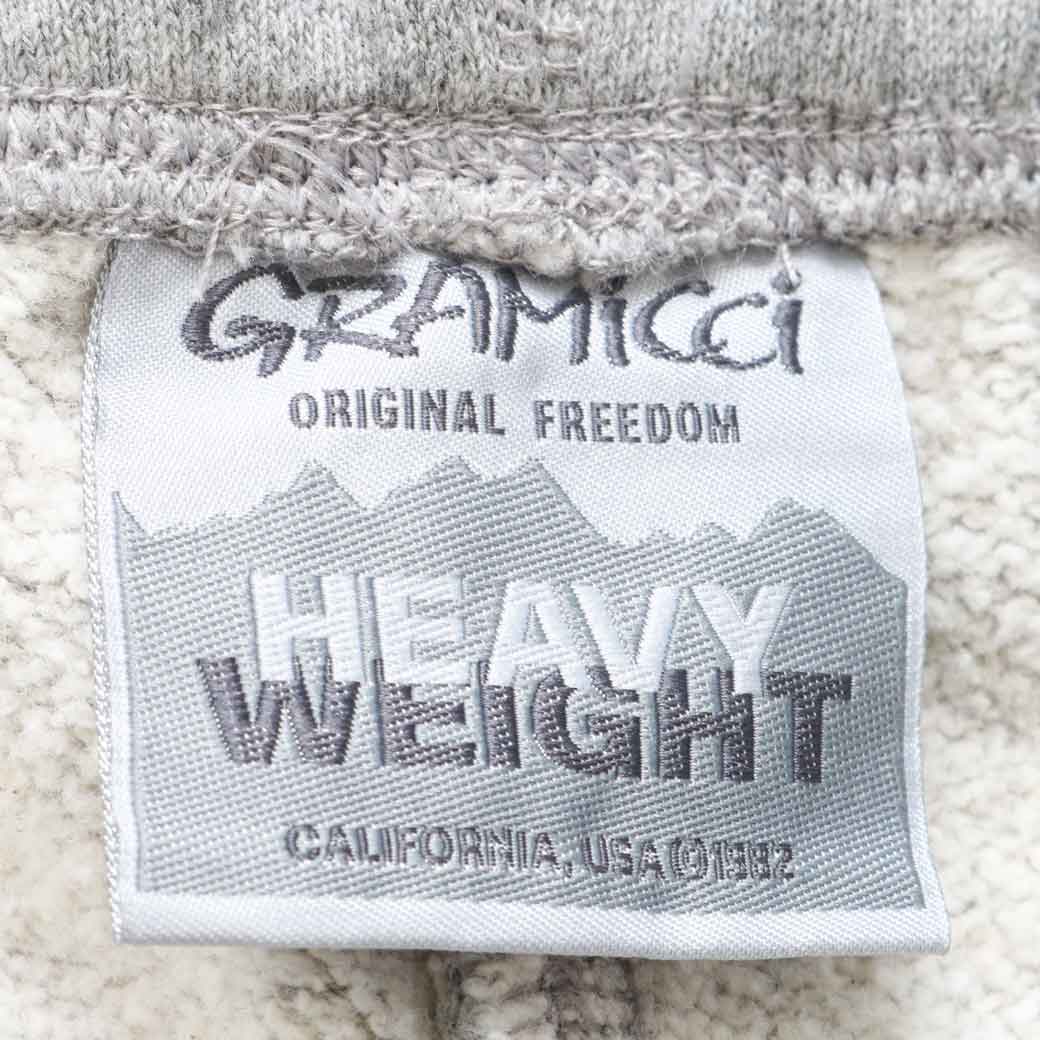 GRAMiCCi
ORIGINAL FREEDOM
HEAVY
WEIGHT
CALIFORNIA, USA (C)1982